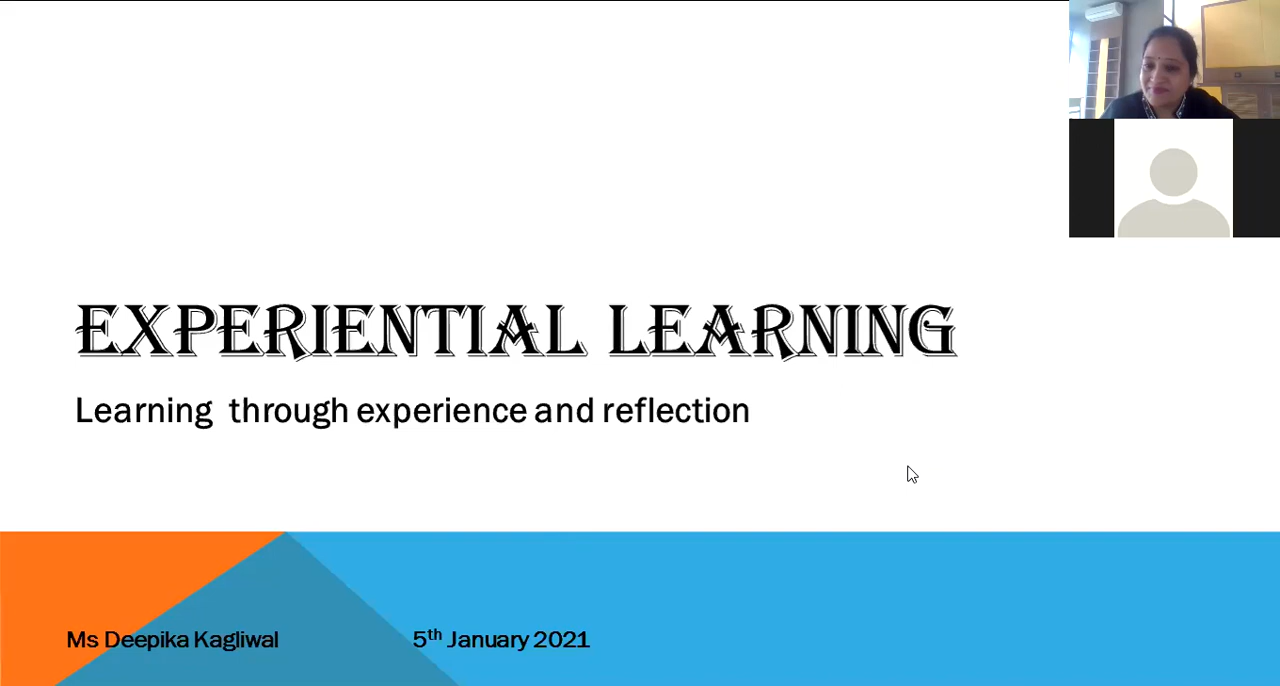 EXPERIENTIAL LEARNING
Learning through experience and reflection
Ms Deepika Kagliwal
5th January 2021